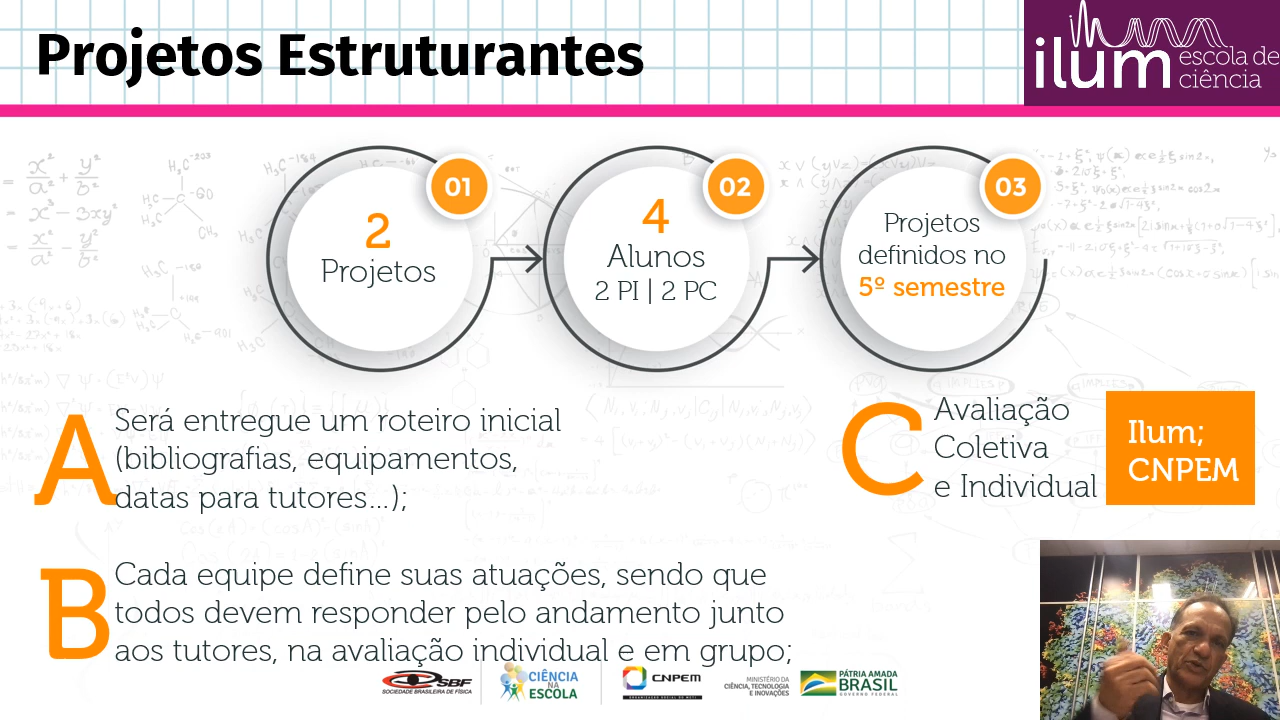 Projetos Estruturantes
ilum escola de
ciência
01
2
Projetos
02
4
Alunos
2 PI | 2 PC
03
Projetos
definidos no
5º semestre
A
Será entregue um roteiro inicial
(bibliografias, equipamentos,
datas para tutores...);
B
Cada equipe define suas atuações, sendo que
todos devem responder pelo andamento junto
aos tutores, na avaliação individual e em grupo;
C
Avaliação
Coletiva
e Individual
Ilum;
CNPEM
SBF
SOCIEDADE BRASILEIRA DE FÍSICA
CIÊNCIA
NA
ESCOLA
CNPEM
MINISTÉRIO DA
CIÊNCIA, TECNOLOGIA
E INOVAÇÕES
PÁTRIA AMADA
BRASIL
GOVERNO FEDERAL